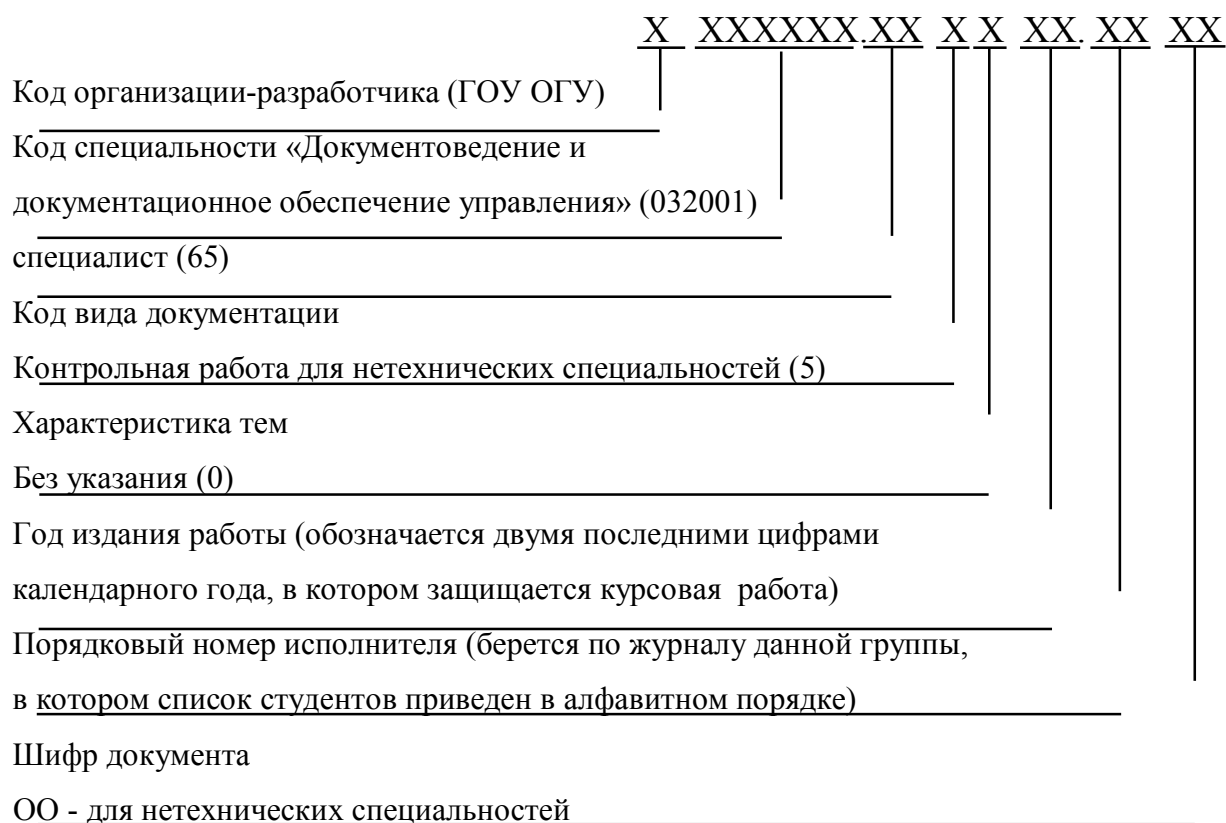 Х ХХХХХХ.ХХ Х Х ХХ. ХХ ХХ
Код организации-разработчика (ГОУ ОГУ)
Код специальности «Документоведение и
документационное обеспечение управления» (032001)
специалист (65)
Код вида документации
Контрольная работа для нетехнических специальностей (5)
Характеристика тем
Без указания (0)
Год издания работы (обозначается двумя последними цифрами
календарного года, в котором защищается курсовая работа)
Порядковый номер исполнителя (берется по журналу данной группы,
в котором список студентов приведен в алфавитном порядке)
Шифр документа
ОО - для нетехнических специальностей